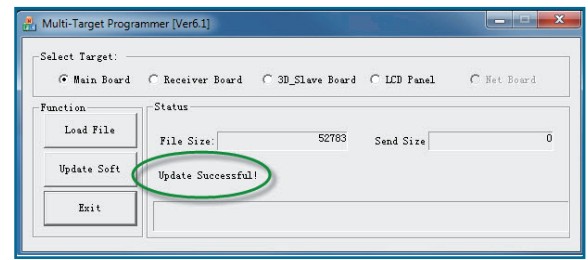 Multi-Target Programmer [Ver6.1]
Select Target:
Main Board Receiver Board 3D_Slave Board LCD Panel Net Board
Function
Status
Load File
File Size: 52783 Send Size 0
Update Soft
Update Successful!
Exit